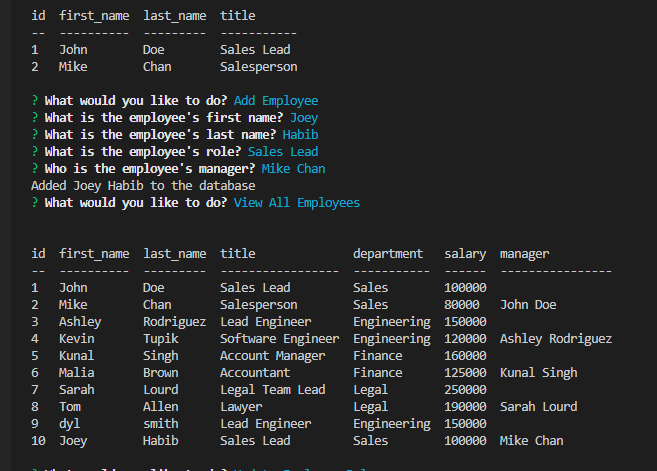 id  first_name  last_name  title
--  ----------  ---------  -----------
1   John        Doe        Sales Lead
2   Mike        Chan       Salesperson
? What would you like to do? Add Employee
? What is the employee's first name? Joey
? What is the employee's last name? Habib
? What is the employee's role? Sales Lead
? Who is the employee's manager? Mike Chan
Added Joey Habib to the database
? What would you like to do? View All Employees
id  first_name  last_name  title              department   salary  manager
--  ----------  ---------  -----------------  -----------  ------  ----------------
1   John        Doe        Sales Lead         Sales        100000
2   Mike        Chan       Salesperson        Sales        80000   John Doe
3   Ashley      Rodriguez  Lead Engineer      Engineering  150000
4   Kevin       Tupik      Software Engineer  Engineering  120000  Ashley Rodriguez
5   Kunal       Singh      Account Manager    Finance      160000
6   Malia       Brown      Accountant         Finance      125000  Kunal Singh
7   Sarah       Lourd      Legal Team Lead    Legal        250000
8   Tom         Allen      Lawyer             Legal        190000  Sarah Lourd
9   dyl         smith      Lead Engineer      Engineering  150000
10  Joey        Habib      Sales Lead         Sales        100000  Mike Chan